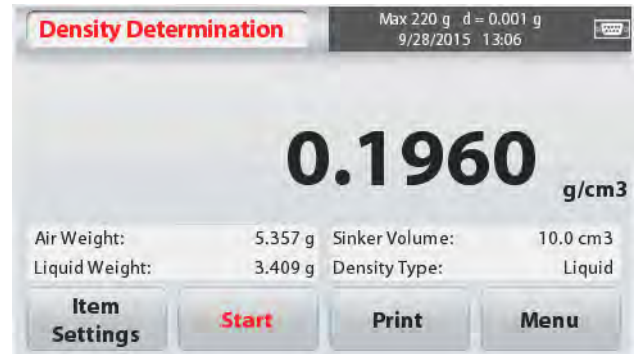 Density Determination
Max 220 g d = 0.001 g
9/28/2015 13:06
0.1960 g/cm3
Air Weight: 5.357 g Sinker Volume: 10.0 cm3
Liquid Weight: 3.409 g Density Type: Liquid
Item Settings
Start
Print
Menu